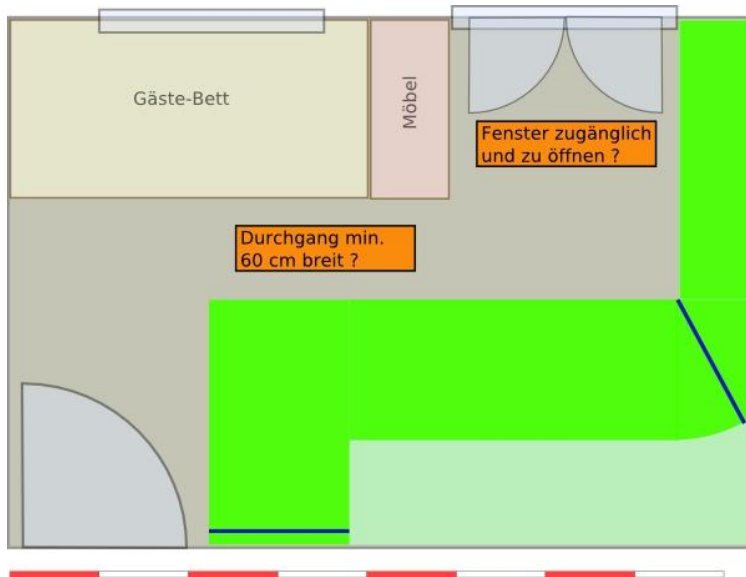 Gäste-Bett
Möbel
Fenster zugänglich
und zu öffnen ?
Durchgang min.
60 cm breit ?